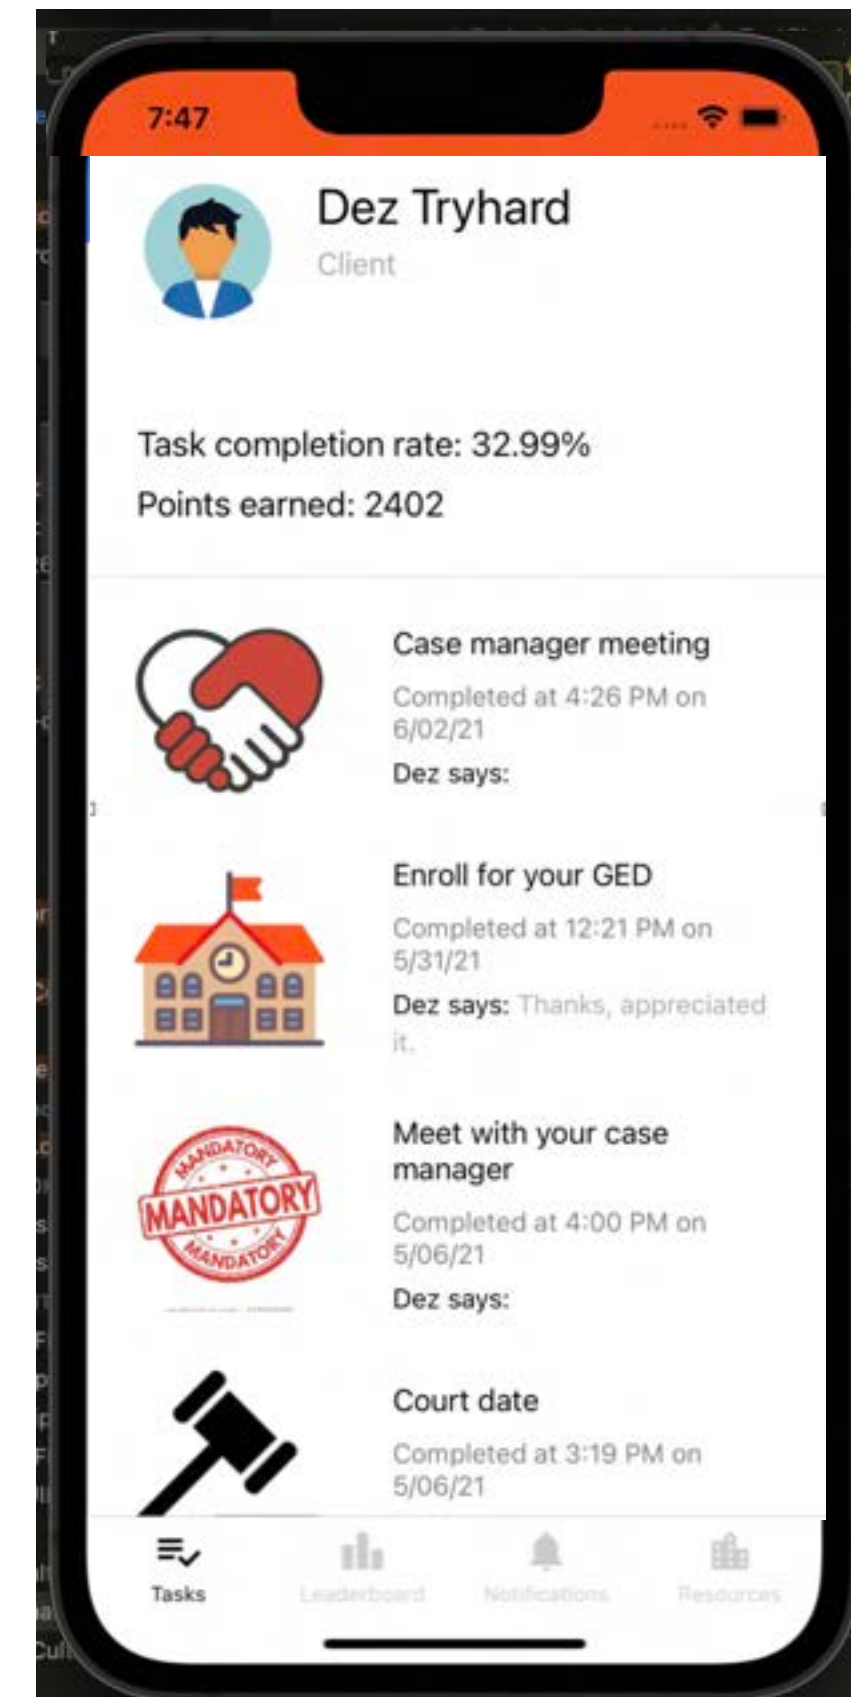 7:47
Dez Tryhard
Client
Task completion rate: 32.99%
Points earned: 2402
Case manager meeting
Completed at 4:26 PM on
6/02/21
Dez says:
Enroll for your GED
Completed at 12:21 PM on
5/31/21
Dez says: Thanks, appreciated
it.
MANDATORY
MANDATORY
MANDATORY
Meet with your case
manager
Completed at 4:00 PM on
5/06/21
Dez says:
Court date
Completed at 3:19 PM on
5/06/21
Tasks
Leaderboard
Notifications
Resources